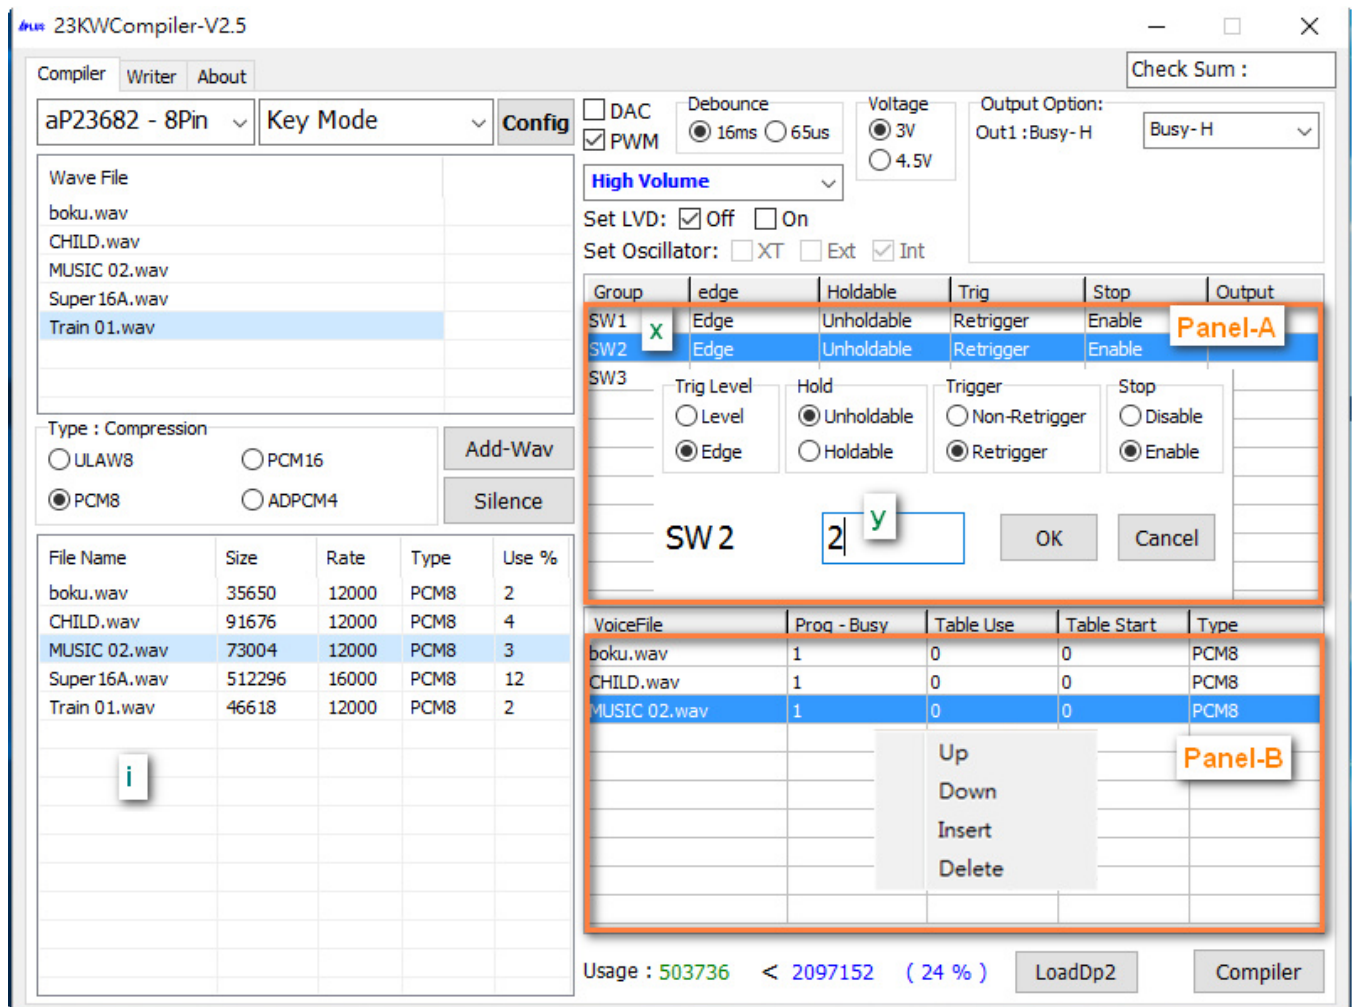 aPLUS 23KWCompiler-V2.5
Compiler Writer About
Check Sum :
aP23682 - 8Pin Key Mode Config
Wave File
boku.wav
CHILD.wav
MUSIC 02.wav
Super16A.wav
Train 01.wav
Type : Compression
ULAW8 PCM16
PCM8 ADPCM4
Add-Wav
Silence
File Name Size Rate Type Use %
boku.wav 35650 12000 PCM8 2
CHILD.wav 91676 12000 PCM8 4
MUSIC 02.wav 73004 12000 PCM8 3
Super16A.wav 512296 16000 PCM8 12
Train 01.wav 46618 12000 PCM8 2
i
DAC
PWM
Debounce
16ms 65us
Voltage
3V
4.5V
Output Option:
Out1 :Busy- H Busy- H
High Volume
Set LVD: Off On
Set Oscillator: XT Ext Int
Group edge Holdable Trig Stop Output
SW1 Edge Unholdable Retrigger Enable
x
Panel-A
SW2 Edge Unholdable Retrigger Enable
SW3
Trig Level Hold Trigger Stop
Level Unholdable Non-Retrigger Disable
Edge Holdable Retrigger Enable
SW 2 2 y OK Cancel
VoiceFile Prog - Busy Table Use Table Start Type
boku.wav 1 0 0 PCM8
CHILD.wav 1 0 0 PCM8
MUSIC 02.wav 1 0 0 PCM8
Panel-B
Up
Down
Insert
Delete
Usage : 503736 < 2097152 ( 24 % ) LoadDp2 Compiler